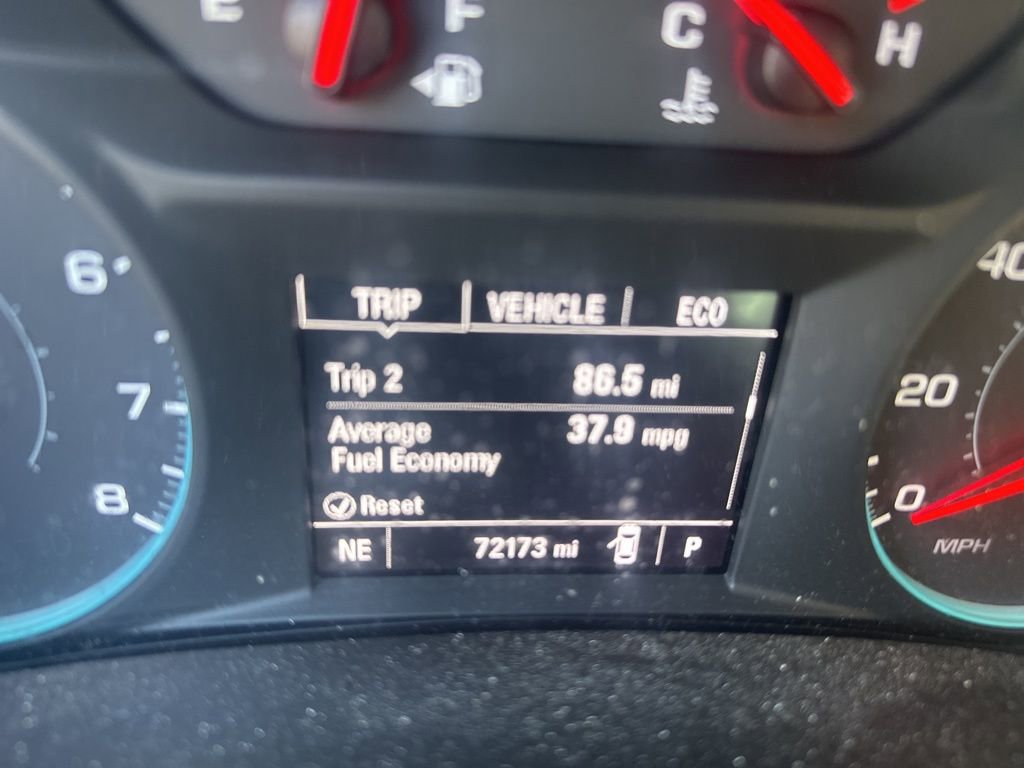 E F C H
6
40
TRIP VEHICLE ECO
Trip 2 86.5 mi
7
20
Average 37.9 mpg
Fuel Economy
8
Reset
0
NE 72173 mi P
MPH